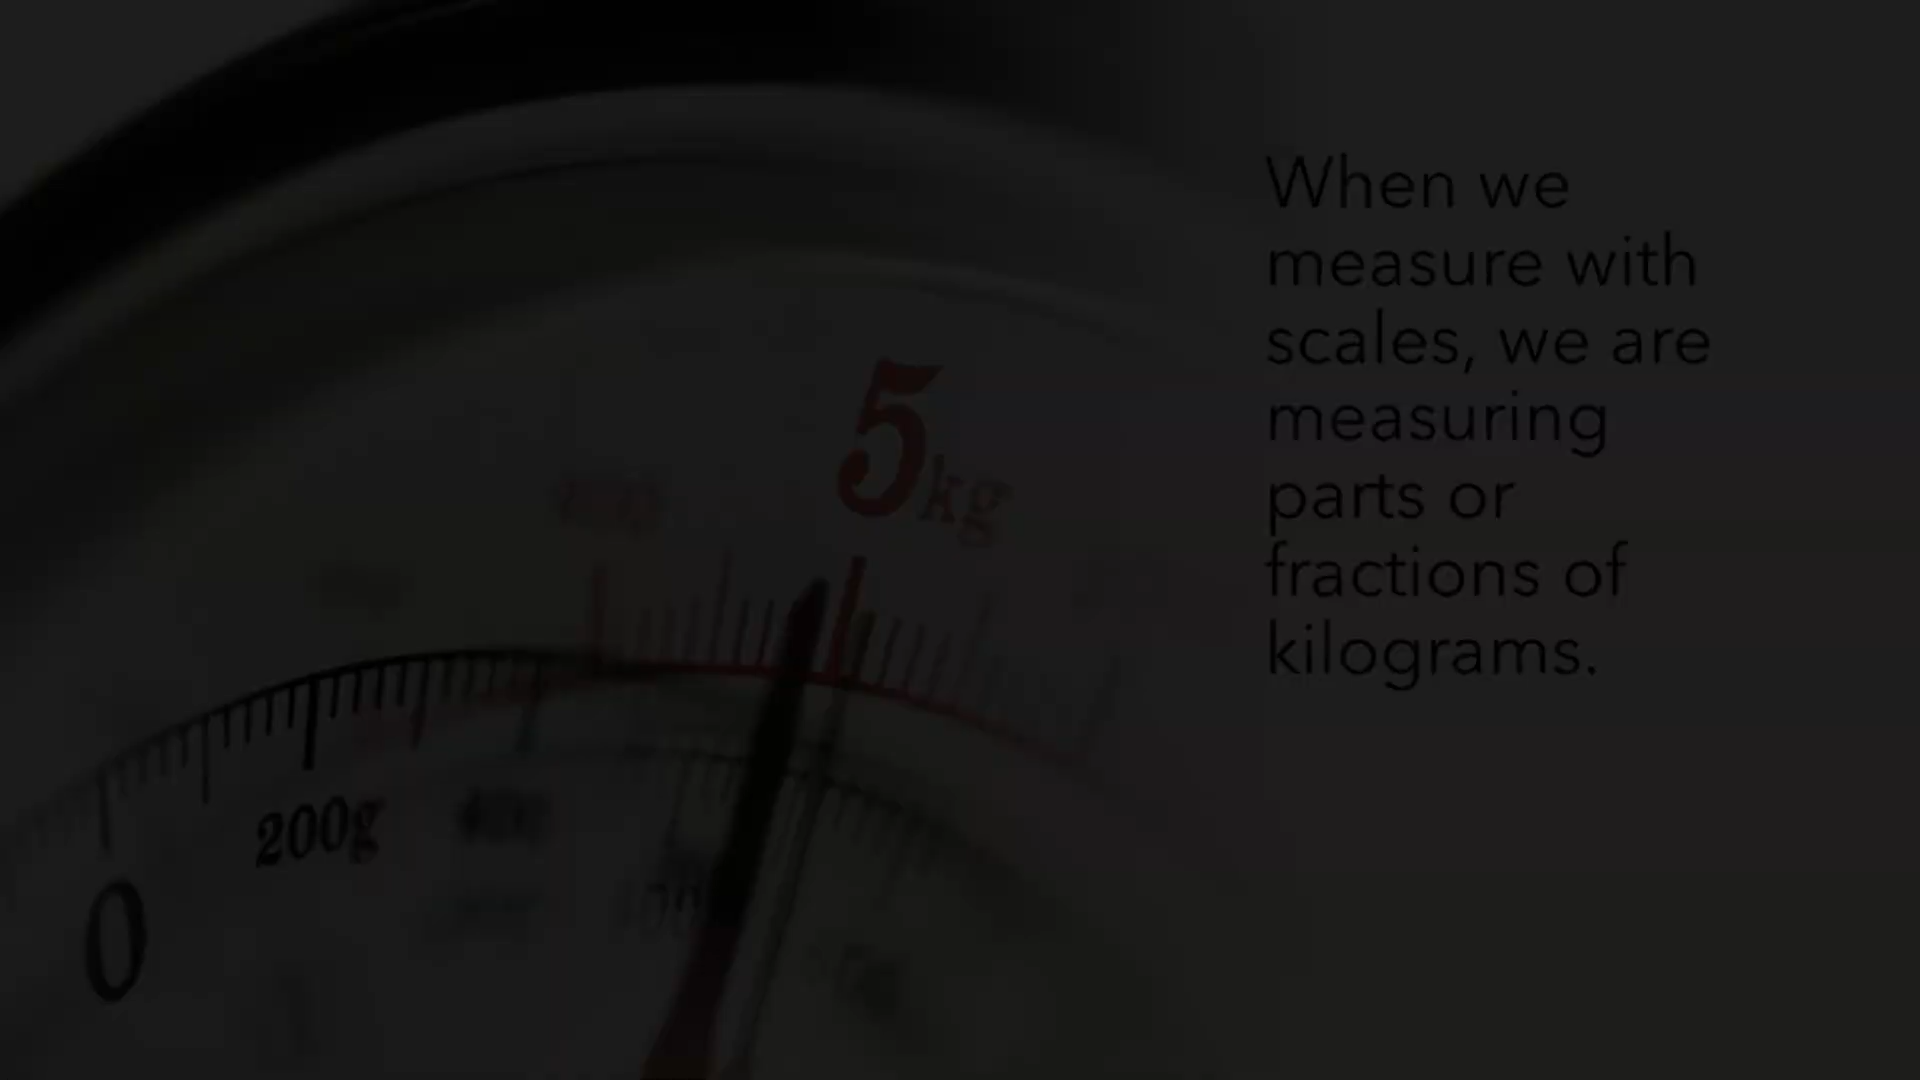 When we
measure with
scales, we are
measuring
parts or
fractions of
kilograms.
5kg
200g
0